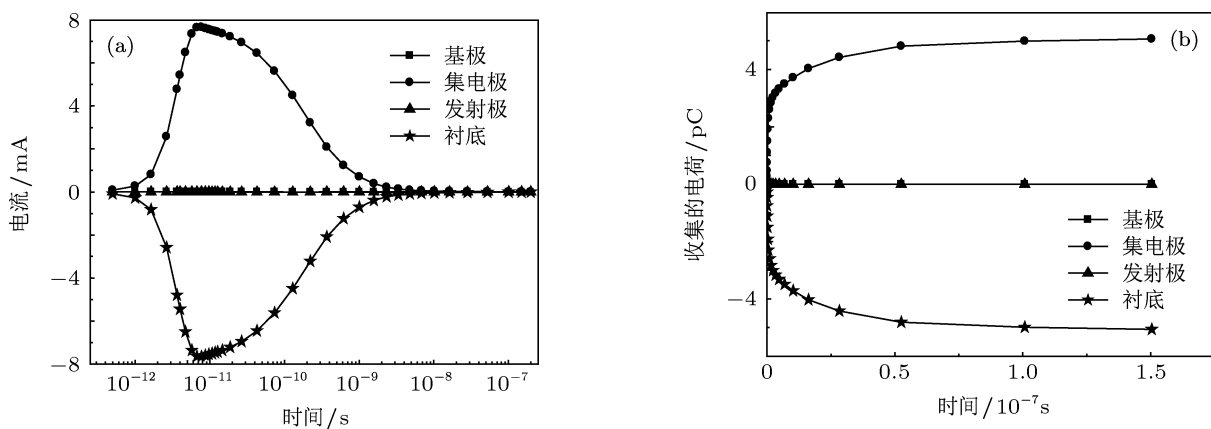 (a)
基极
集电极
发射极
衬底
8
4
0
−4
−8
电流/mA
10⁻¹² 10⁻¹¹ 10⁻¹⁰ 10⁻⁹ 10⁻⁸ 10⁻⁷
时间/s
(b)
基极
集电极
发射极
衬底
4
0
−4
收集的电荷/pC
0 0.5 1.0 1.5
时间/10⁻⁷s